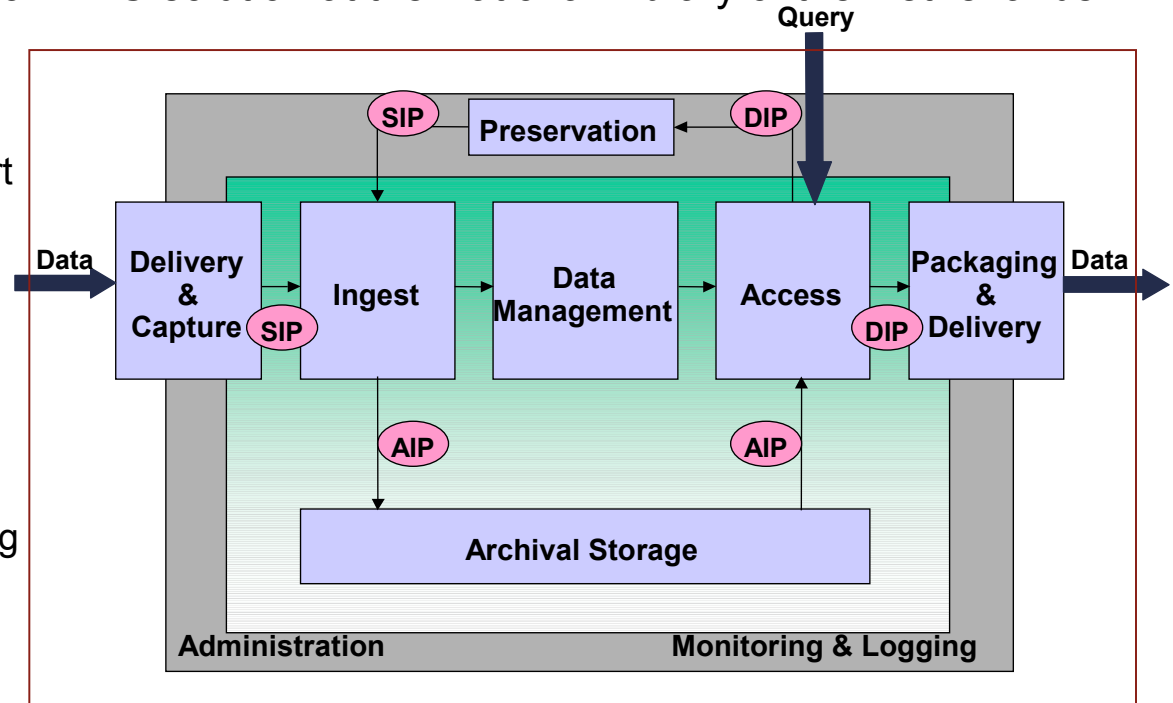 Query
SIP
Preservation
DIP
rt
Data
Delivery
&
Capture
SIP
Ingest
Data
Management
Access
DIP
Packaging
&
Delivery
Data
AIP
AIP
g
Archival Storage
Administration
Monitoring & Logging